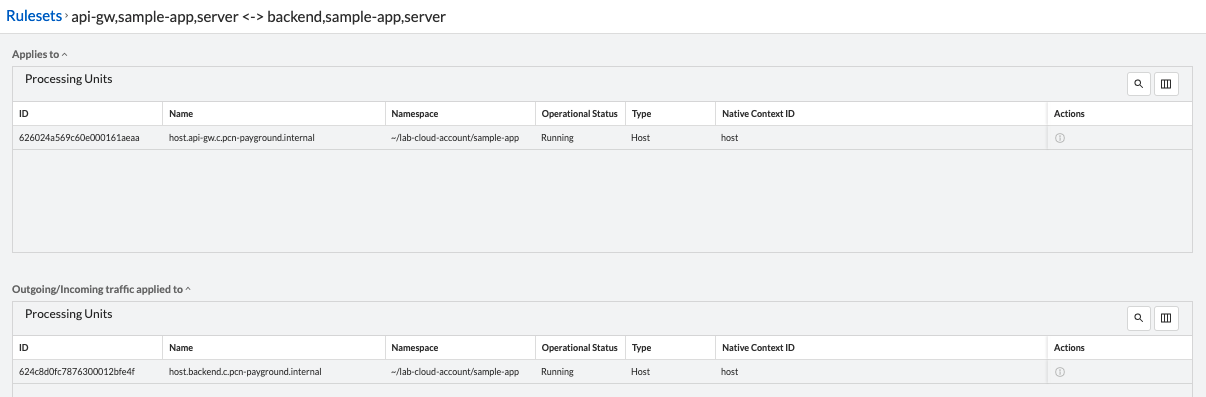 Rulesets › api-gw,sample-app,server <-> backend,sample-app,server
Applies to ^
Processing Units
ID Name Namespace Operational Status Type Native Context ID Actions
626024a569c60e000161aeaa host.api-gw.c.pcn-payground.internal ~/lab-cloud-account/sample-app Running Host host
Outgoing/Incoming traffic applied to ^
Processing Units
ID Name Namespace Operational Status Type Native Context ID Actions
624c8d0fc7876300012bfe4f host.backend.c.pcn-payground.internal ~/lab-cloud-account/sample-app Running Host host